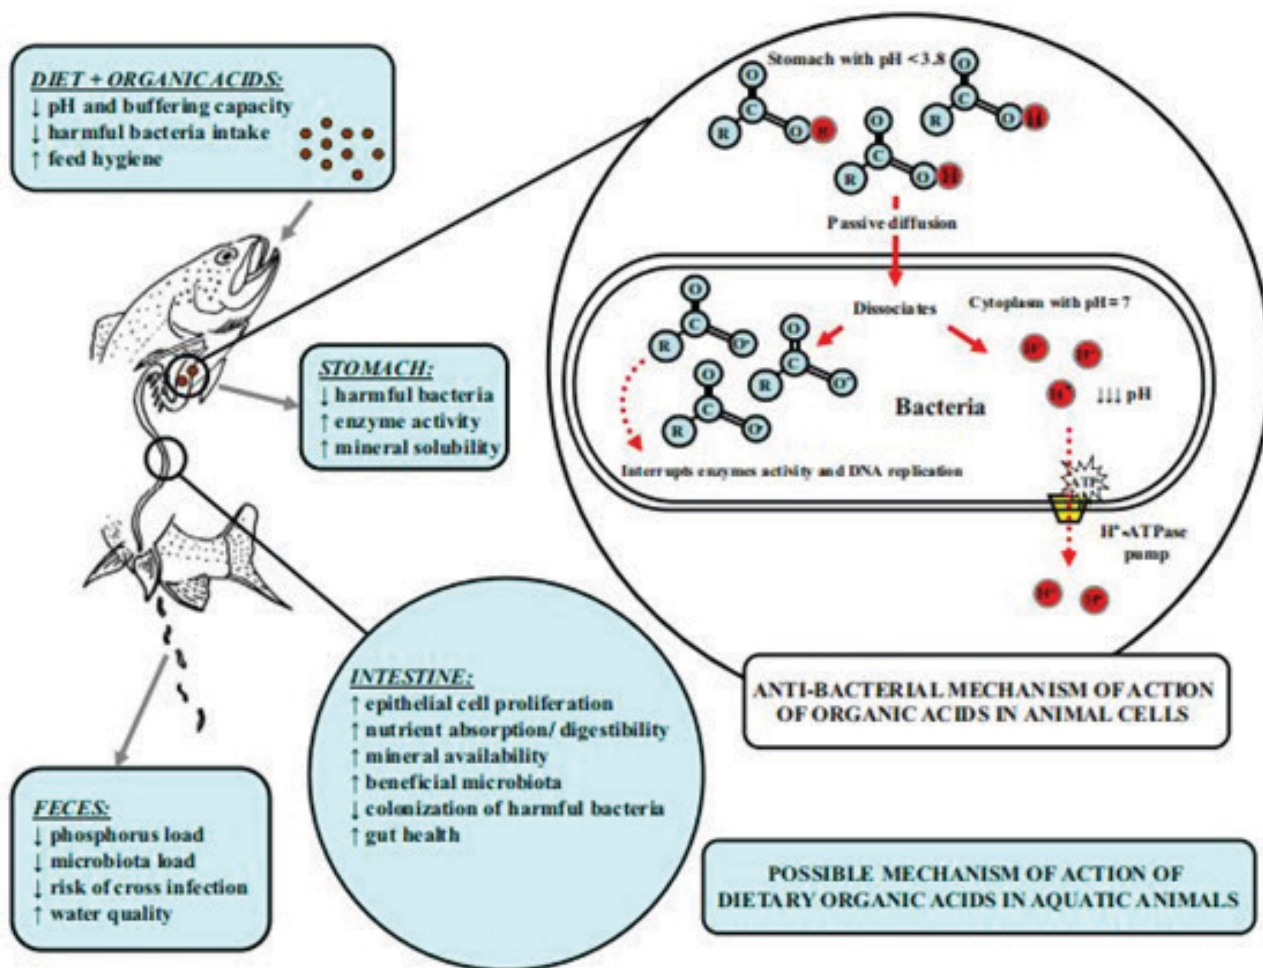 DIET + ORGANIC ACIDS:
↓ pH and buffering capacity
↓ harmful bacteria intake
↑ feed hygiene
Stomach with pH < 3.8
O
C
R
O
O
C
R
O
H
O
C
R
O
H
Passive diffusion
Dissociates
Cytoplasm with pH = 7
O
C
R
O
C
R
O
C
R
H⁺
H⁺
H⁺
↓↓↓ pH
Bacteria
Interrupts enzymes activity and DNA replication
ATP
H⁺-ATPase
pump
H⁺
H⁺
STOMACH:
↓ harmful bacteria
↑ enzyme activity
↑ mineral solubility
INTESTINE:
↑ epithelial cell proliferation
↑ nutrient absorption/ digestibility
↑ mineral availability
↑ beneficial microbiota
↓ colonization of harmful bacteria
↑ gut health
FECES:
↓ phosphorus load
↓ microbiota load
↓ risk of cross infection
↑ water quality
ANTI-BACTERIAL MECHANISM OF ACTION
OF ORGANIC ACIDS IN ANIMAL CELLS
POSSIBLE MECHANISM OF ACTION OF
DIETARY ORGANIC ACIDS IN AQUATIC ANIMALS